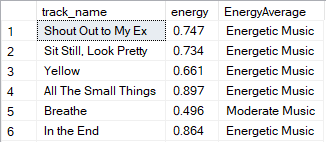 track_name energy EnergyAverage
1 Shout Out to My Ex 0.747 Energetic Music
2 Sit Still, Look Pretty 0.734 Energetic Music
3 Yellow 0.661 Energetic Music
4 All The Small Things 0.897 Energetic Music
5 Breathe 0.496 Moderate Music
6 In the End 0.864 Energetic Music